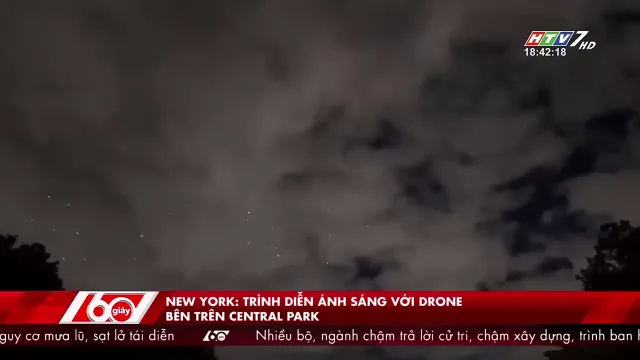 HTV7 HD
18:42:18
60 giây
NEW YORK: TRÌNH DIỄN ÁNH SÁNG VỚI DRONE
BÊN TRÊN CENTRAL PARK
guy cơ mưa lũ, sạt lở tái diễn Nhiều bộ, ngành chậm trả lời cử tri, chậm xây dựng, trình ban h